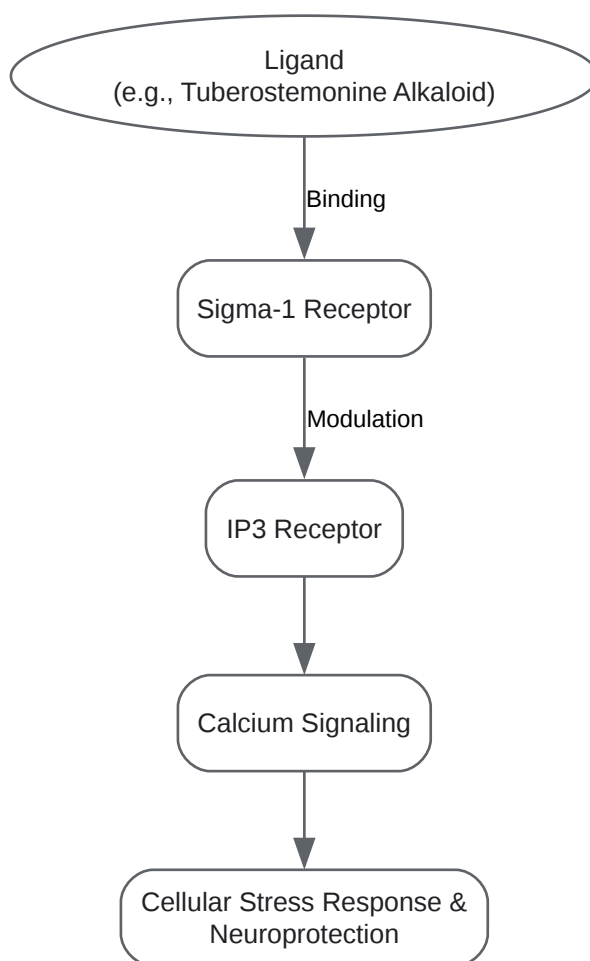 Ligand
(e.g., Tuberostemonine Alkaloid)
Binding
Sigma-1 Receptor
Modulation
IP3 Receptor
Calcium Signaling
Cellular Stress Response &
Neuroprotection